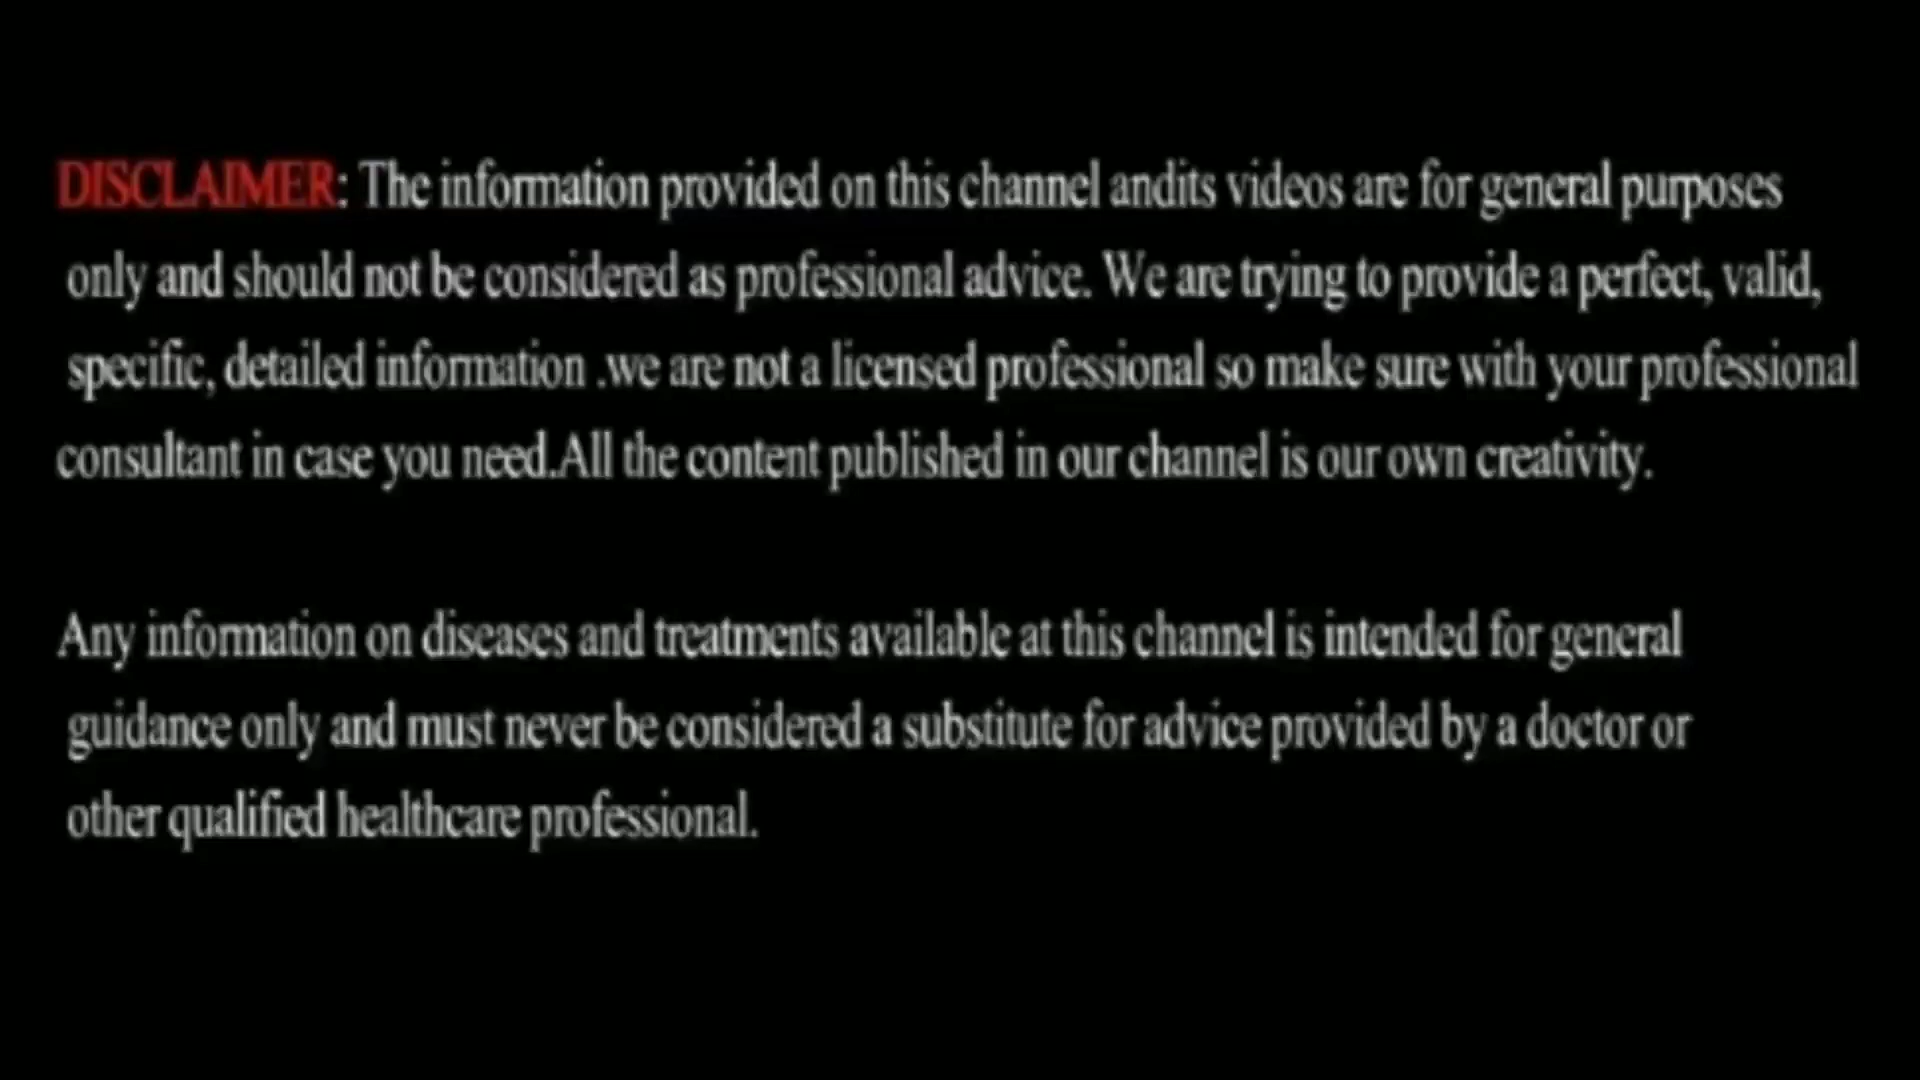 DISCLAIMER: The information provided on this channel andits videos are for general purposes
only and should not be considered as professional advice. We are trying to provide a perfect, valid,
specific, detailed information .we are not a licensed professional so make sure with your professional
consultant in case you need.All the content published in our channel is our own creativity.
Any information on diseases and treatments available at this channel is intended for general
guidance only and must never be considered a substitute for advice provided by a doctor or
other qualified healthcare professional.